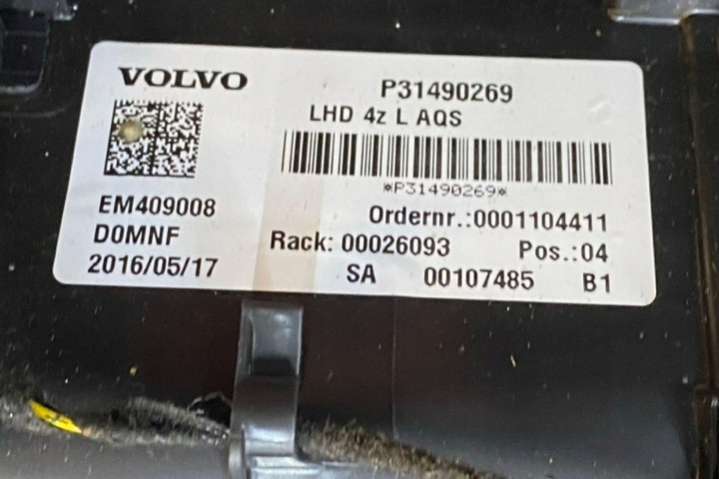 VOLVO
P31490269
LHD 4z L AQS
*P31490269*
EM409008
Ordernr.:0001104411
D0MNF
Rack: 00026093
Pos.:04
2016/05/17
SA
00107485
B1